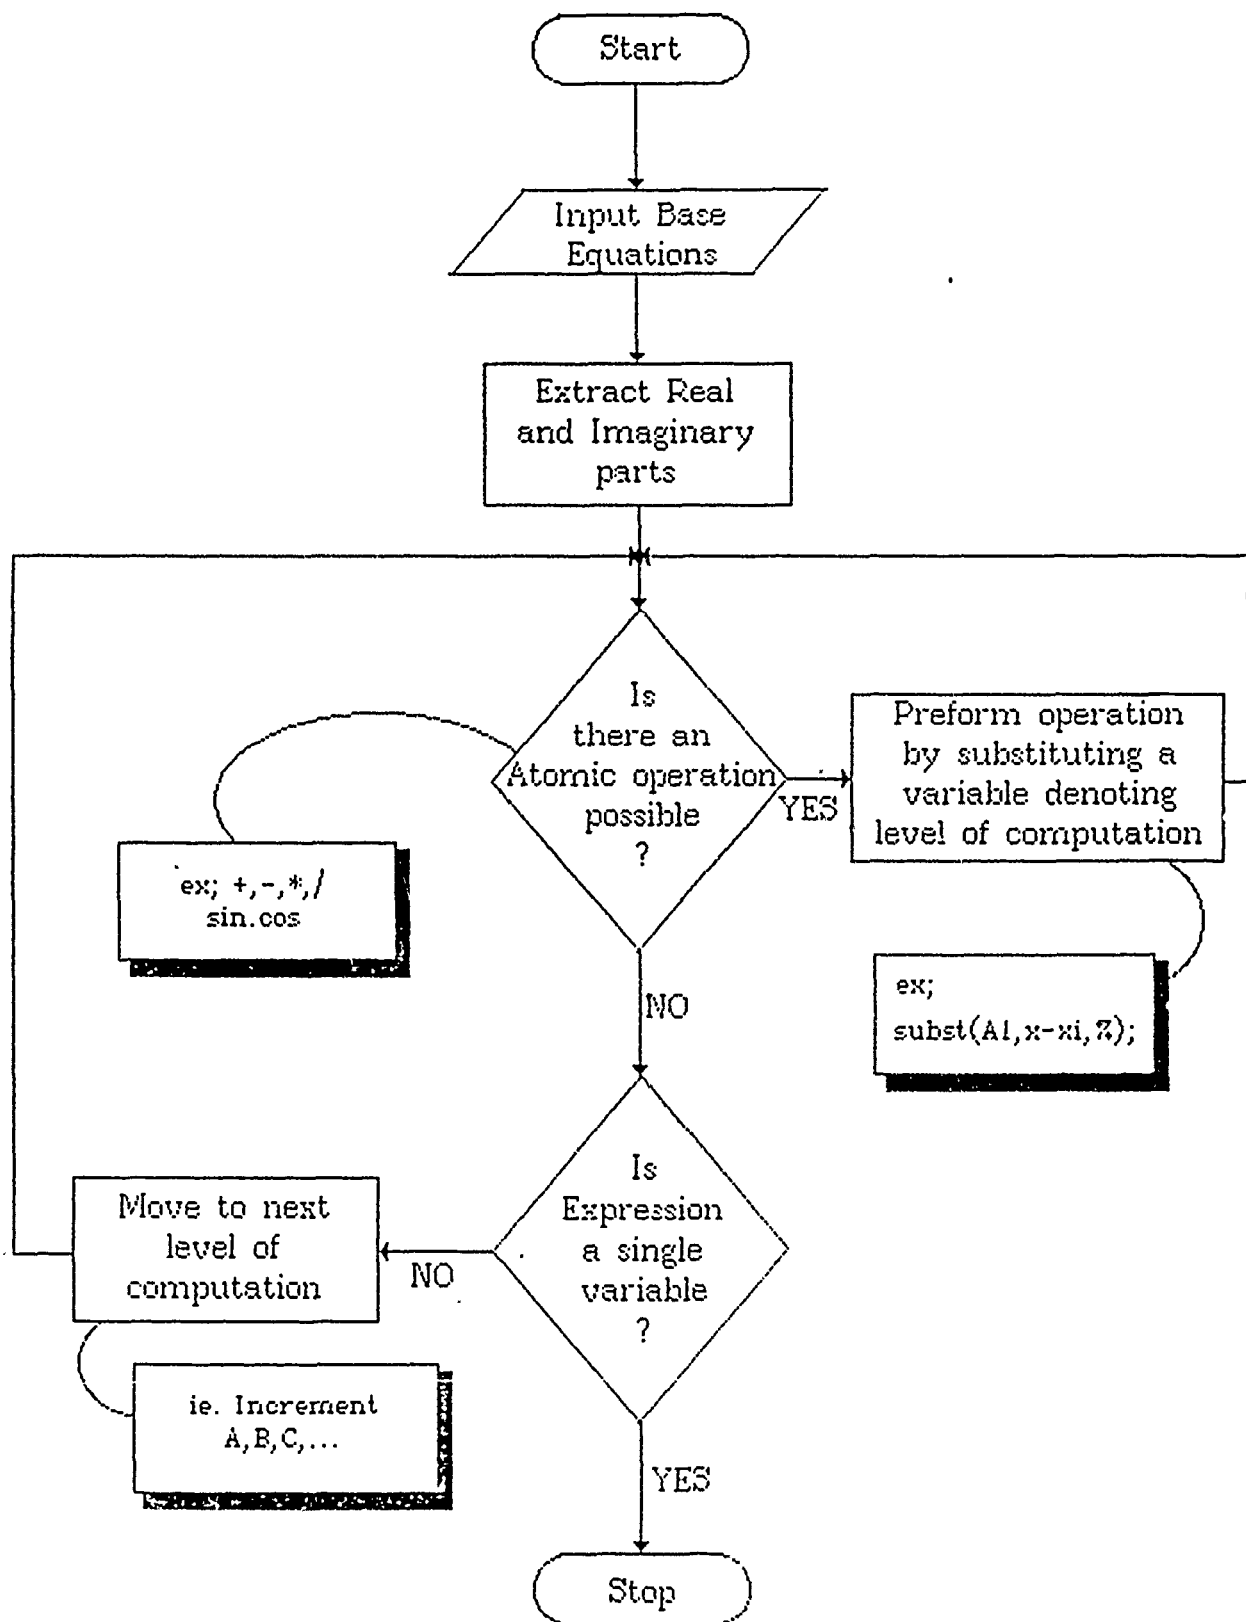 Start
Input Base
Equations
Extract Real
and Imaginary
parts
Is
there an
Atomic operation
possible
?
YES
Preform operation
by substituting a
variable denoting
level of computation
ex; +,-,*,/
sin.cos
ex;
subst(A1,x-xi,%);
NO
Is
Expression
a single
variable
?
NO
Move to next
level of
computation
ie. Increment
A,B,C,...
YES
Stop